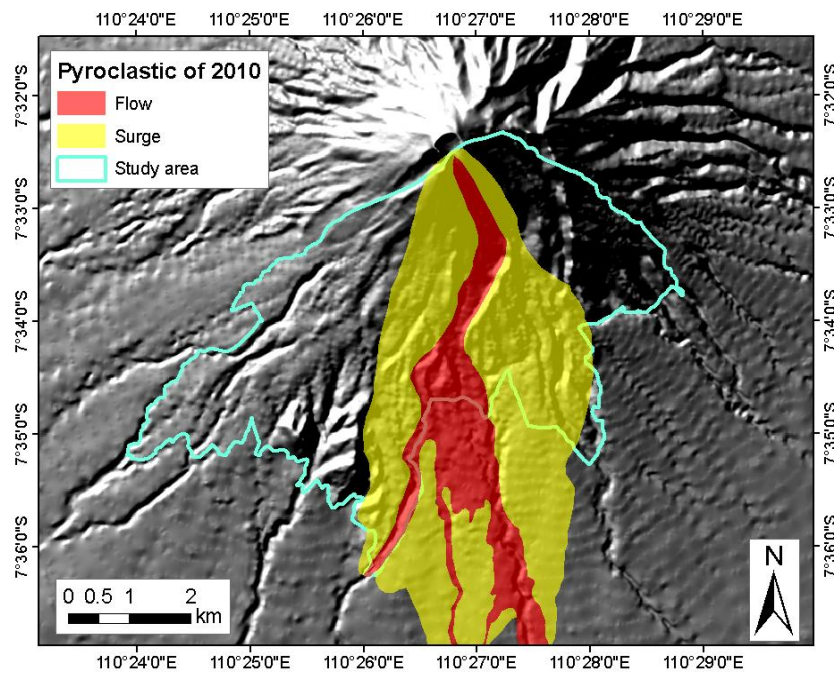 110°24'0"E 110°25'0"E 110°26'0"E 110°27'0"E 110°28'0"E 110°29'0"E
Pyroclastic of 2010
Flow
Surge
Study area
7°32'0"S 7°32'0"S
7°33'0"S 7°33'0"S
7°34'0"S 7°34'0"S
7°35'0"S 7°35'0"S
7°36'0"S 7°36'0"S
N
0 0.5 1 2
km
110°24'0"E 110°25'0"E 110°26'0"E 110°27'0"E 110°28'0"E 110°29'0"E